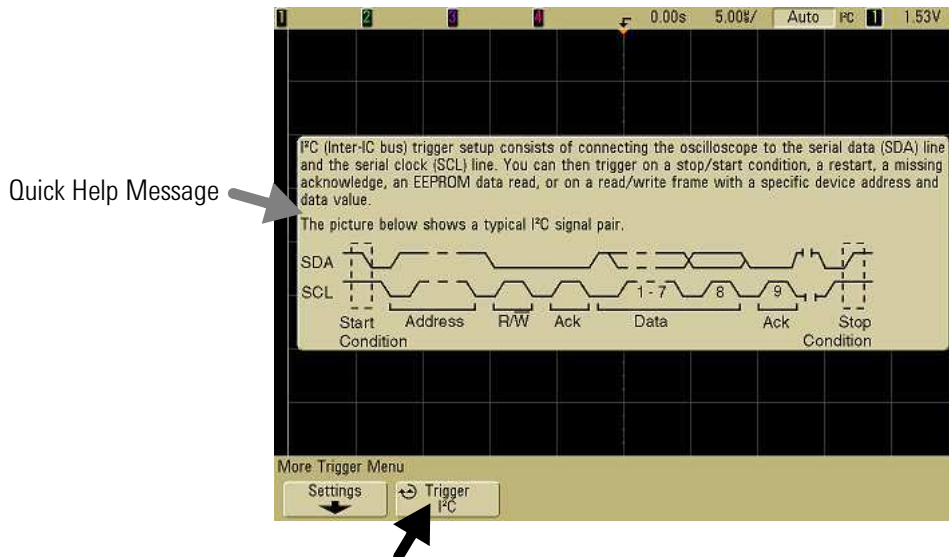 1 2 3 4 0.00s 5.00%/ Auto I²C 1 1.53V
I²C (Inter-IC bus) trigger setup consists of connecting the oscilloscope to the serial data (SDA) line
and the serial clock (SCL) line. You can then trigger on a stop/start condition, a restart, a missing
acknowledge, an EEPROM data read, or on a read/write frame with a specific device address and
data value.
Quick Help Message
The picture below shows a typical I²C signal pair.
SDA
SCL 1 - 7 8 9
Start Address R/W̅ Ack Data Ack Stop
Condition Condition
More Trigger Menu
Settings Trigger
I²C